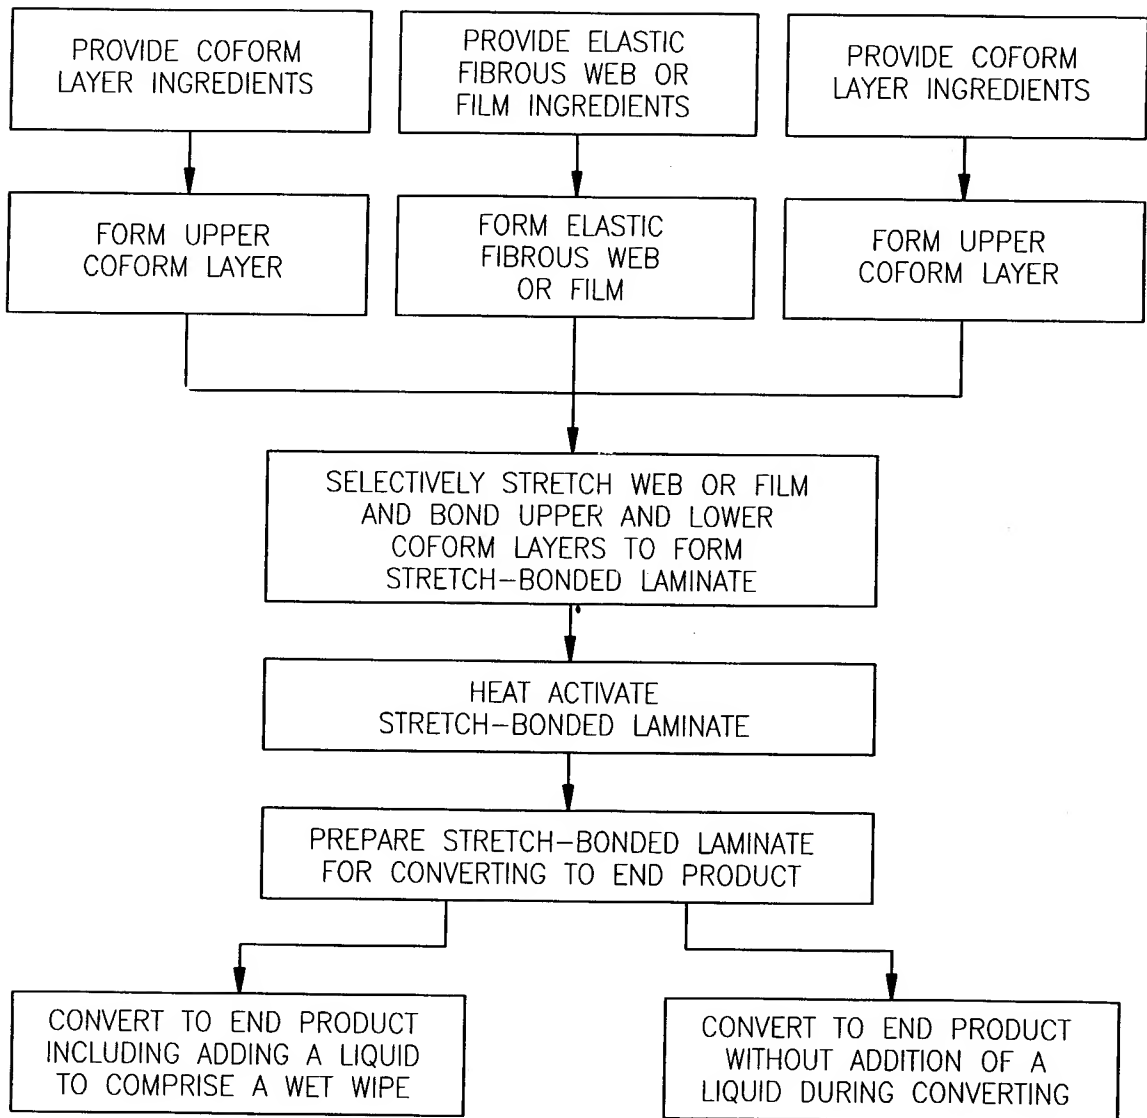 PROVIDE COFORM
LAYER INGREDIENTS
PROVIDE ELASTIC
FIBROUS WEB OR
FILM INGREDIENTS
PROVIDE COFORM
LAYER INGREDIENTS
FORM UPPER
COFORM LAYER
FORM ELASTIC
FIBROUS WEB
OR FILM
FORM UPPER
COFORM LAYER
SELECTIVELY STRETCH WEB OR FILM
AND BOND UPPER AND LOWER
COFORM LAYERS TO FORM
STRETCH-BONDED LAMINATE
HEAT ACTIVATE
STRETCH-BONDED LAMINATE
PREPARE STRETCH-BONDED LAMINATE
FOR CONVERTING TO END PRODUCT
CONVERT TO END PRODUCT
INCLUDING ADDING A LIQUID
TO COMPRISE A WET WIPE
CONVERT TO END PRODUCT
WITHOUT ADDITION OF A
LIQUID DURING CONVERTING